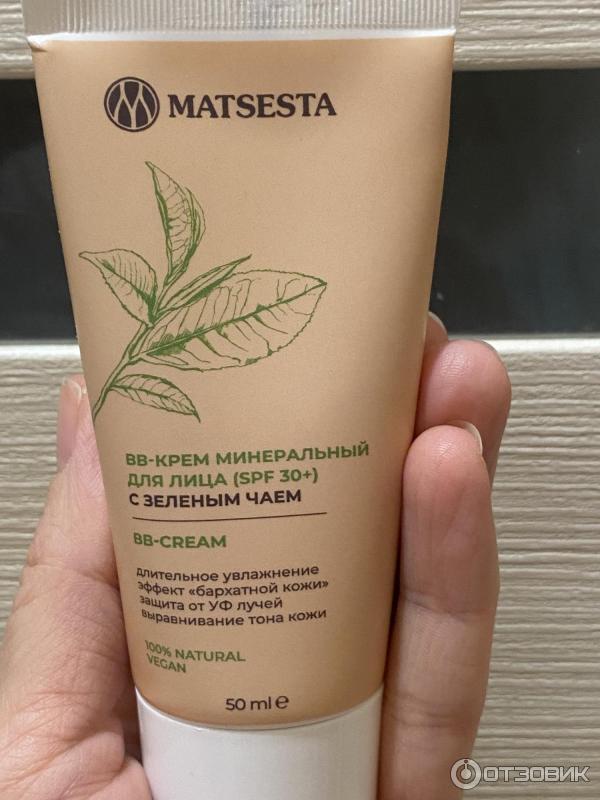 MATSESTA
BB-КРЕМ МИНЕРАЛЬНЫЙ
ДЛЯ ЛИЦА (SPF 30+)
С ЗЕЛЕНЫМ ЧАЕМ
BB-CREAM
длительное увлажнение
эффект «бархатной кожи»
защита от УФ лучей
выравнивание тона кожи
100% NATURAL
VEGAN
50 ml e
ОТЗОВИК